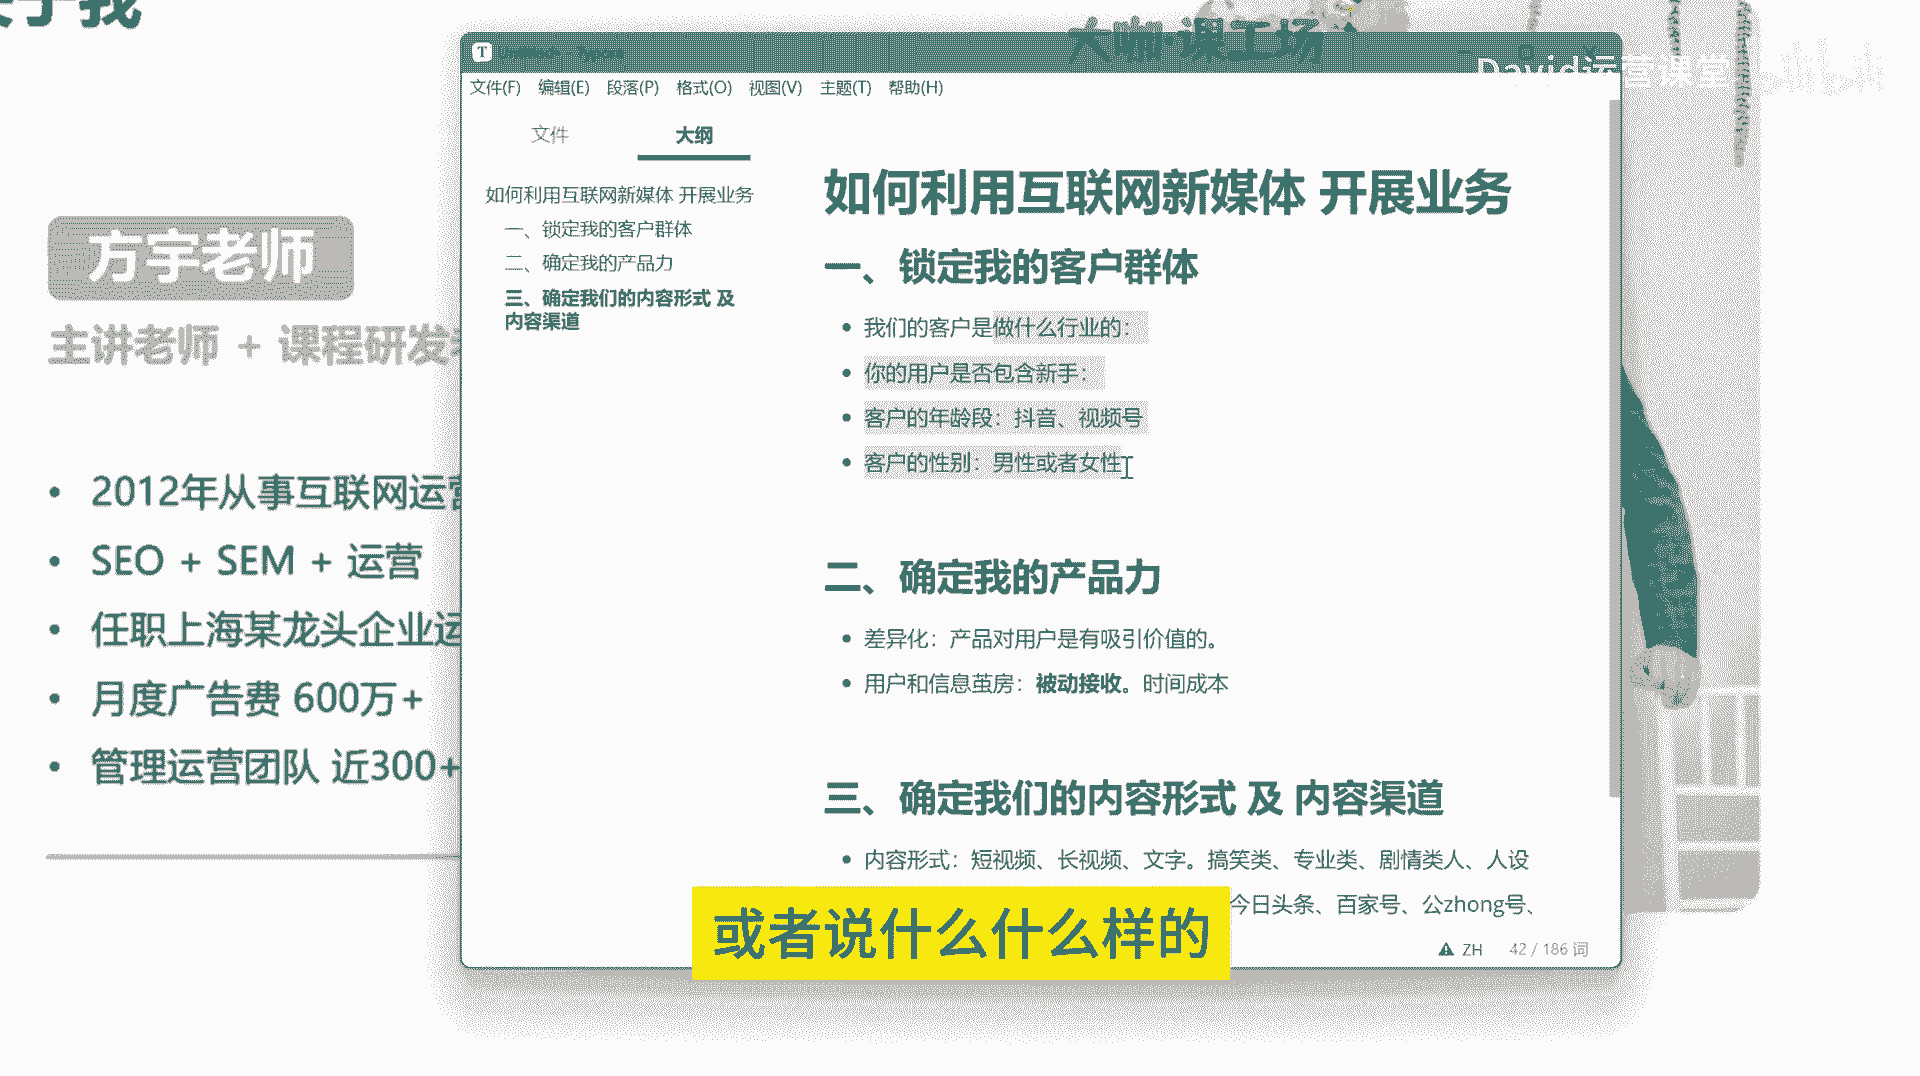 于我
方宇老师
主讲老师 + 课程研发
2012年从事互联网运营
SEO + SEM + 运营
任职上海某龙头企业运
月度广告费 600万+
管理运营团队 近300+
大咖·课工场
David运营课堂
bilibili
T Untitled - Typora
文件(F) 编辑(E) 段落(P) 格式(O) 视图(V) 主题(T) 帮助(H)
文件 大纲
如何利用互联网新媒体 开展业务
一、锁定我的客户群体
二、确定我的产品力
三、确定我们的内容形式 及
内容渠道
如何利用互联网新媒体 开展业务
一、锁定我的客户群体
我们的客户是做什么行业的：
你的用户是否包含新手：
客户的年龄段：抖音、视频号
客户的性别：男性或者女性
二、确定我的产品力
差异化：产品对用户是有吸引价值的。
用户和信息茧房：被动接收。时间成本
三、确定我们的内容形式 及 内容渠道
内容形式：短视频、长视频、文字。搞笑类、专业类、剧情类人、人设
今日头条、百家号、公zhong号、
ZH 42 / 186 词
或者说什么什么样的